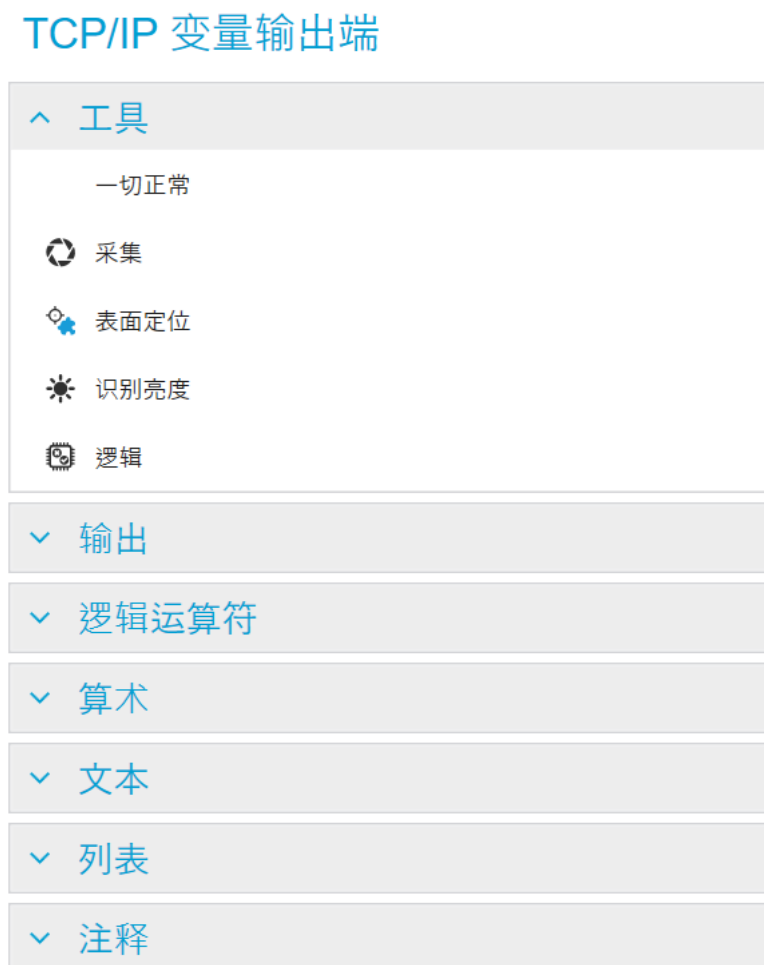 TCP/IP 变量输出端
工具
一切正常
采集
表面定位
识别亮度
逻辑
输出
逻辑运算符
算术
文本
列表
注释